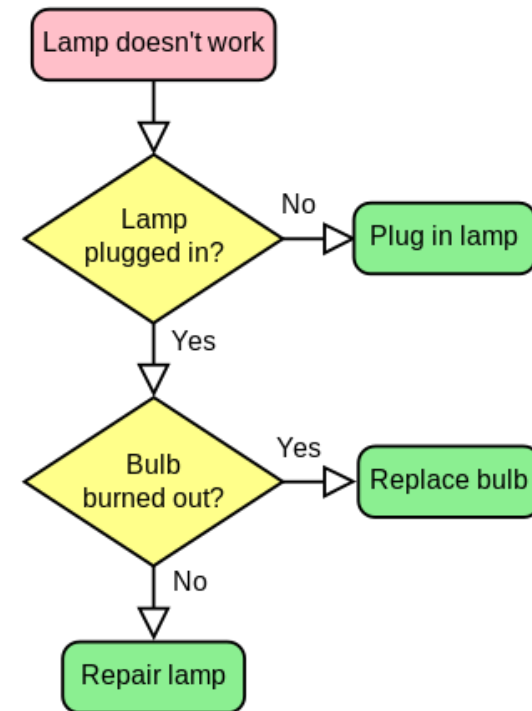 Lamp doesn't work
Lamp
plugged in?
No
Plug in lamp
Yes
Bulb
burned out?
Yes
Replace bulb
No
Repair lamp